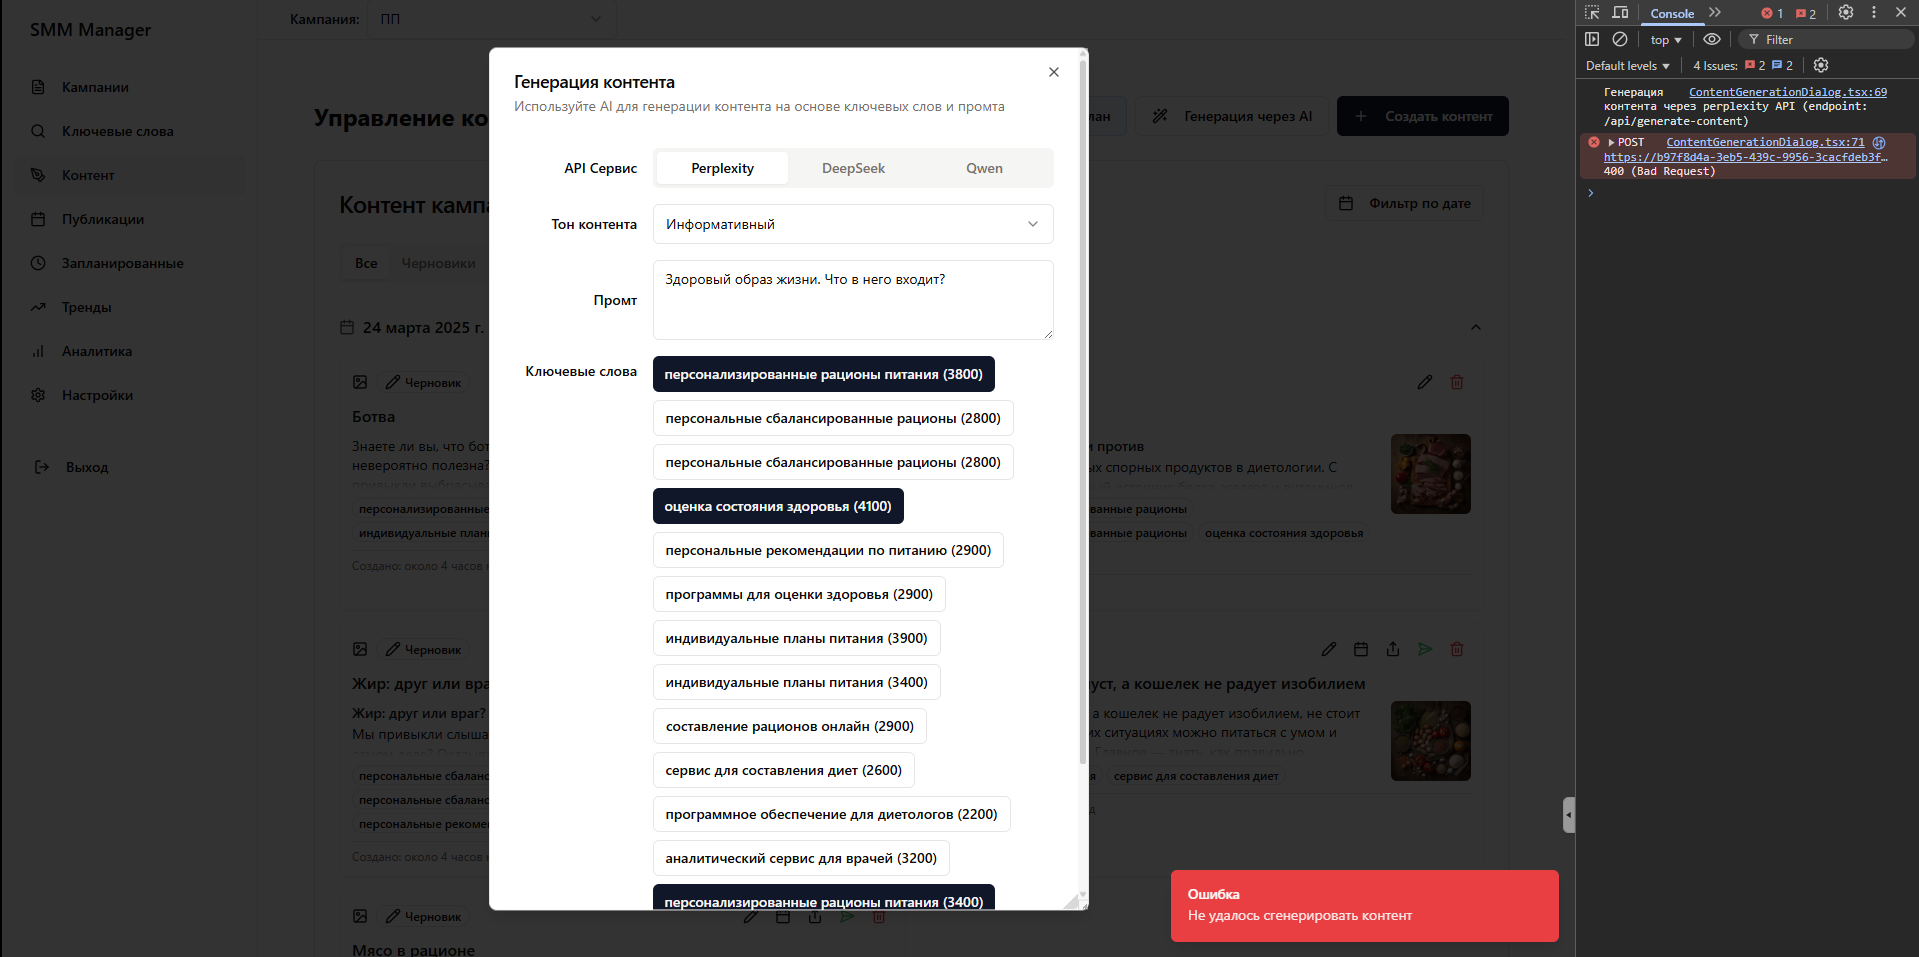 SMM Manager
Кампании
Ключевые слова
Контент
Публикации
Запланированные
Тренды
Аналитика
Настройки
Выход
Кампания: ПП
Управление ко
лан
Генерация через AI
Создать контент
Контент кампа
Фильтр по дате
Все Черновики
24 марта 2025 г.
Черновик
Ботва
Знаете ли вы, что бот
невероятно полезна?
персонализированные
индивидуальные план
Создано: около 4 часов
против
ых спорных продуктов в диетологии. С
ванные рационы
ванные рационы оценка состояния здоровья
Черновик
Жир: друг или вра
Жир: друг или враг?
Мы привыкли слыша
персональные сбаланс
персональные сбаланс
персональные рекомен
Создано: около 4 часов
уст, а кошелек не радует изобилием
а кошелек не радует изобилием, не стоит
их ситуациях можно питаться с умом и
Главное — знать, как правильно
я сервис для составления диет
Черновик
Мясо в рационе
Генерация контента
Используйте AI для генерации контента на основе ключевых слов и промта
API Сервис Perplexity DeepSeek Qwen
Тон контента Информативный
Промт Здоровый образ жизни. Что в него входит?
Ключевые слова персонализированные рационы питания (3800)
персональные сбалансированные рационы (2800)
персональные сбалансированные рационы (2800)
оценка состояния здоровья (4100)
персональные рекомендации по питанию (2900)
программы для оценки здоровья (2900)
индивидуальные планы питания (3900)
индивидуальные планы питания (3400)
составление рационов онлайн (2900)
сервис для составления диет (2600)
программное обеспечение для диетологов (2200)
аналитический сервис для врачей (3200)
персонализированные рационы питания (3400)
Ошибка
Не удалось сгенерировать контент
Console 1 2
top Filter
Default levels 4 Issues: 2 2
Генерация ContentGenerationDialog.tsx:69
контента через perplexity API (endpoint:
/api/generate-content)
POST ContentGenerationDialog.tsx:71
https://b97f8d4a-3eb5-439c-9956-3cacfdeb3f…
400 (Bad Request)